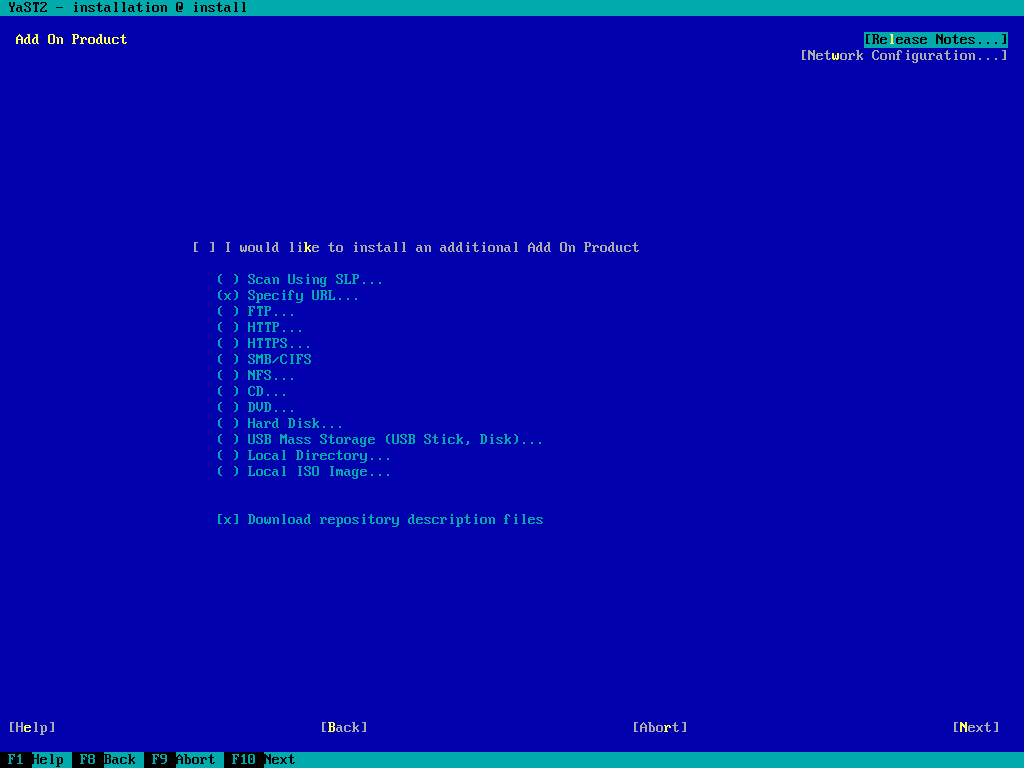 YaST2 - installation @ install
Add On Product [Release Notes...]
[Network Configuration...]
[ ] I would like to install an additional Add On Product
( ) Scan Using SLP...
(x) Specify URL...
( ) FTP...
( ) HTTP...
( ) HTTPS...
( ) SMB/CIFS
( ) NFS...
( ) CD...
( ) DVD...
( ) Hard Disk...
( ) USB Mass Storage (USB Stick, Disk)...
( ) Local Directory...
( ) Local ISO Image...
[x] Download repository description files
[Help] [Back] [Abort] [Next]
F1 Help F8 Back F9 Abort F10 Next